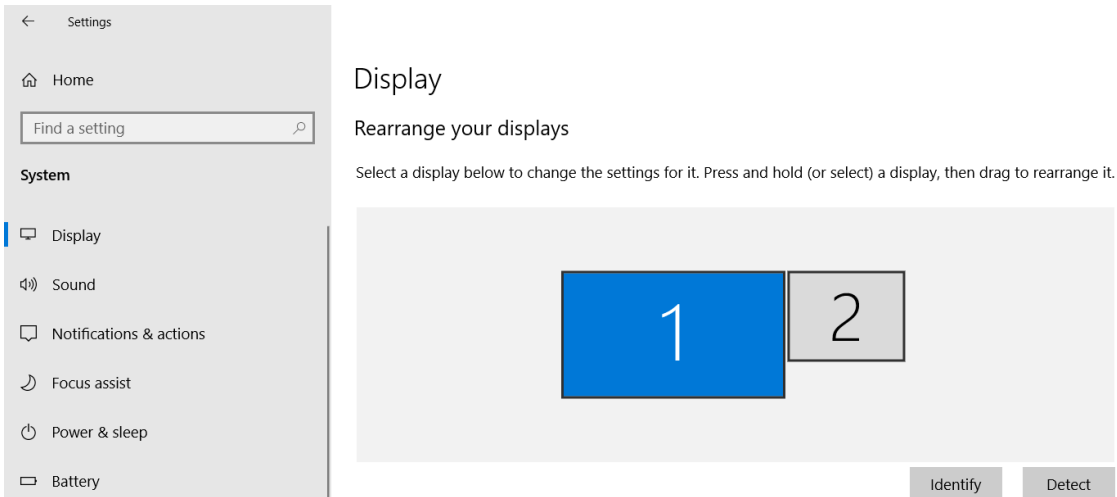 Settings
Home
Find a setting
System
Display
Sound
Notifications & actions
Focus assist
Power & sleep
Battery
Display
Rearrange your displays
Select a display below to change the settings for it. Press and hold (or select) a display, then drag to rearrange it.
1
2
Identify
Detect